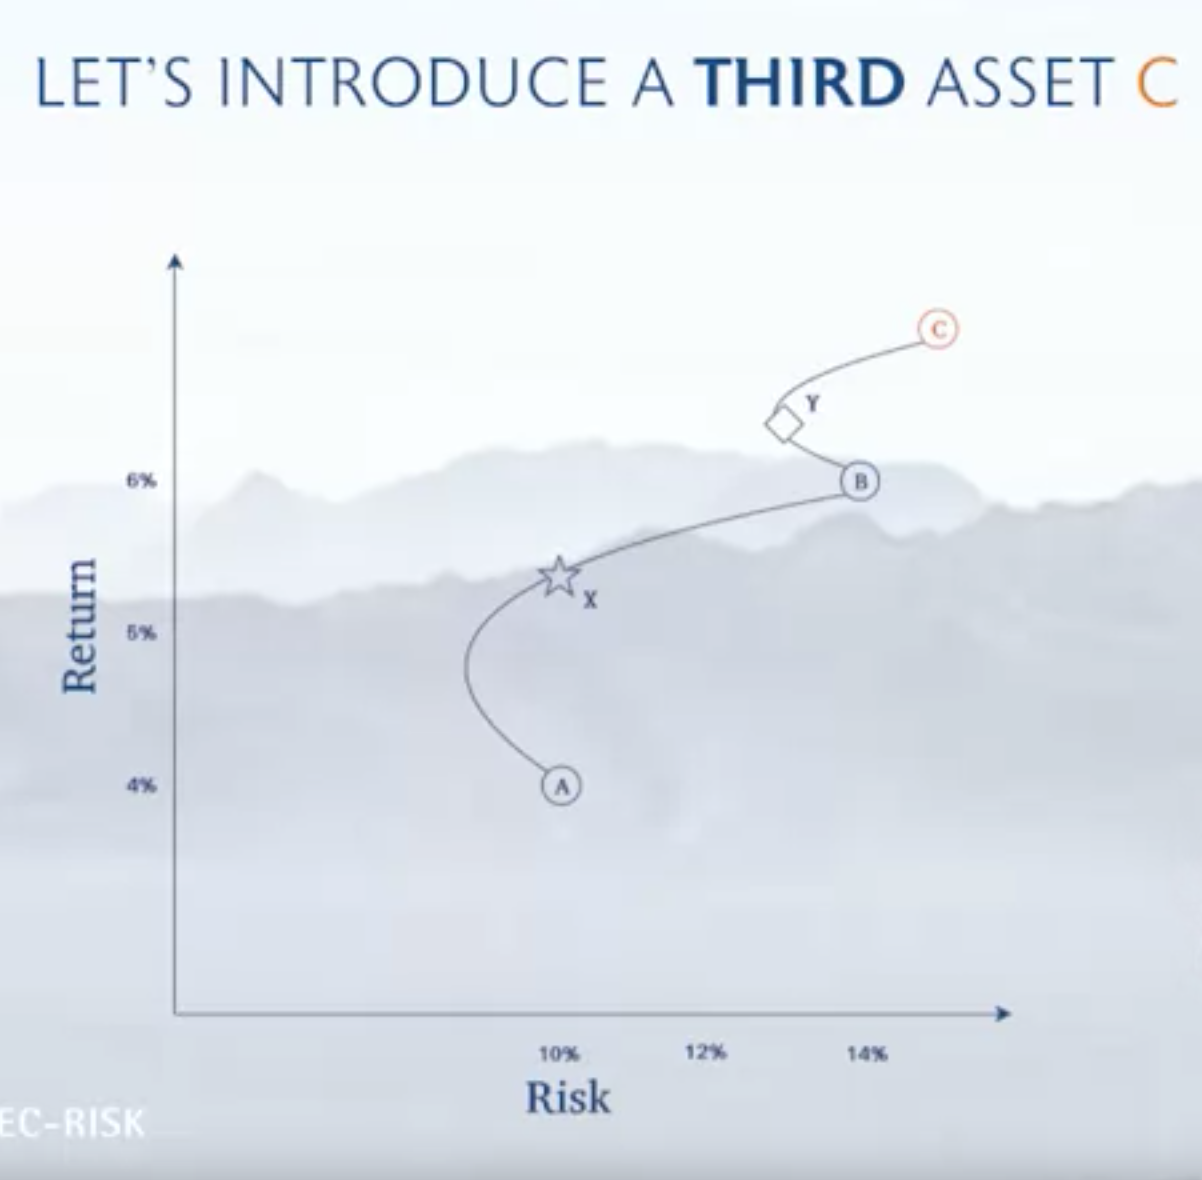 LET'S INTRODUCE A THIRD ASSET C
C
Y
6%
B
X
Return
5%
4%
A
10% 12% 14%
Risk
EC-RISK